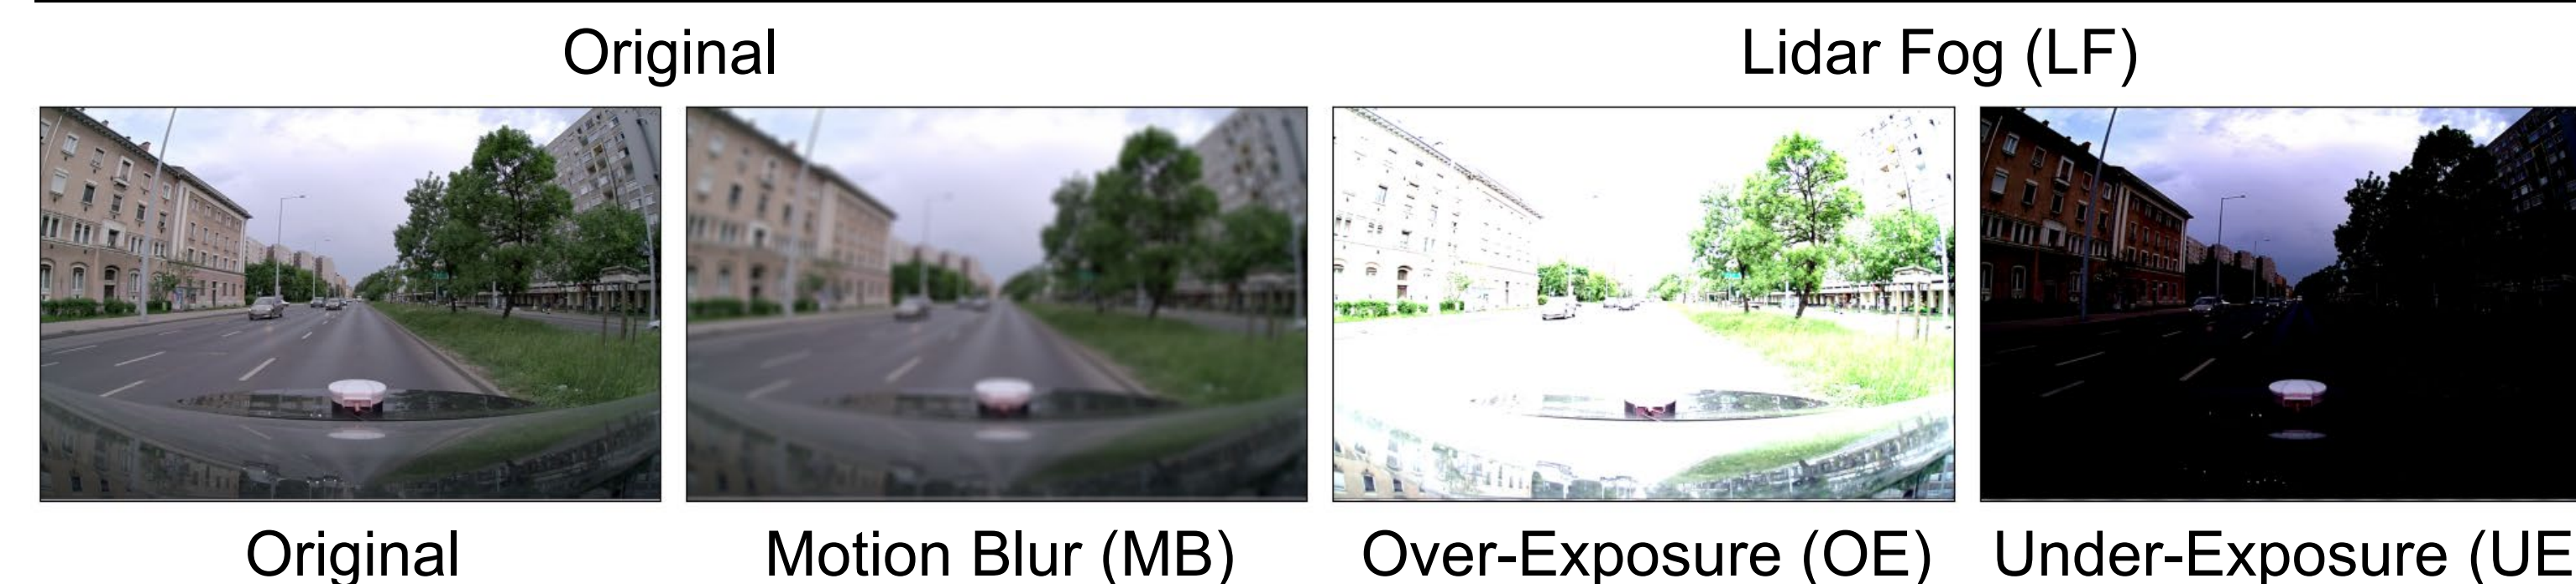 Original
Lidar Fog (LF)
Original
Motion Blur (MB)
Over-Exposure (OE)
Under-Exposure (UE